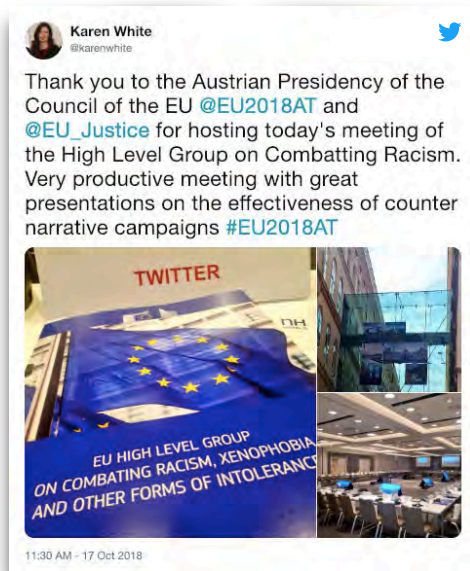 Karen White
@karenwhite
Thank you to the Austrian Presidency of the
Council of the EU @EU2018AT and
@EU_Justice for hosting today's meeting of
the High Level Group on Combatting Racism.
Very productive meeting with great
presentations on the effectiveness of counter
narrative campaigns #EU2018AT
TWITTER
nH
EU HIGH LEVEL GROUP
ON COMBATING RACISM, XENOPHOBIA
AND OTHER FORMS OF INTOLERANC
11:30 AM - 17 Oct 2018